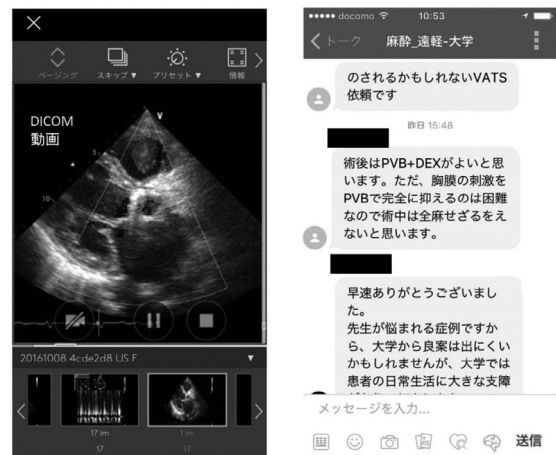 ページング
スキップ▼
プリセット▼
情報
DICOM
動画
V
5
10
20161008 4cde2d8 US F
17 im
17
1 im
17
docomo
10:53
トーク
麻酔_遠軽-大学
のされるかもしれないVATS
依頼です
昨日 15:48
術後はPVB+DEXがよいと思
います。ただ、胸膜の刺激を
PVBで完全に抑えるのは困難
なので術中は全麻せざるをえ
ないと思います。
早速ありがとうございまし
た。
先生が悩まれる症例ですか
ら、大学から良案は出にくい
かもしれませんが、大学では
患者の日常生活に大きな支障
メッセージを入力...
送信